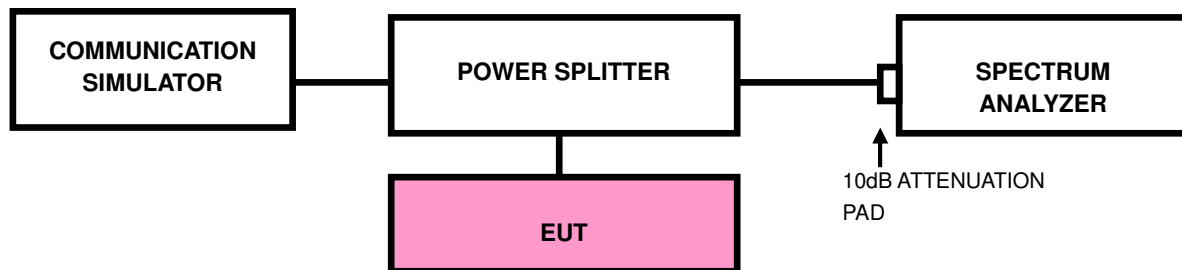 COMMUNICATION
SIMULATOR
POWER SPLITTER
SPECTRUM
ANALYZER
10dB ATTENUATION
PAD
EUT